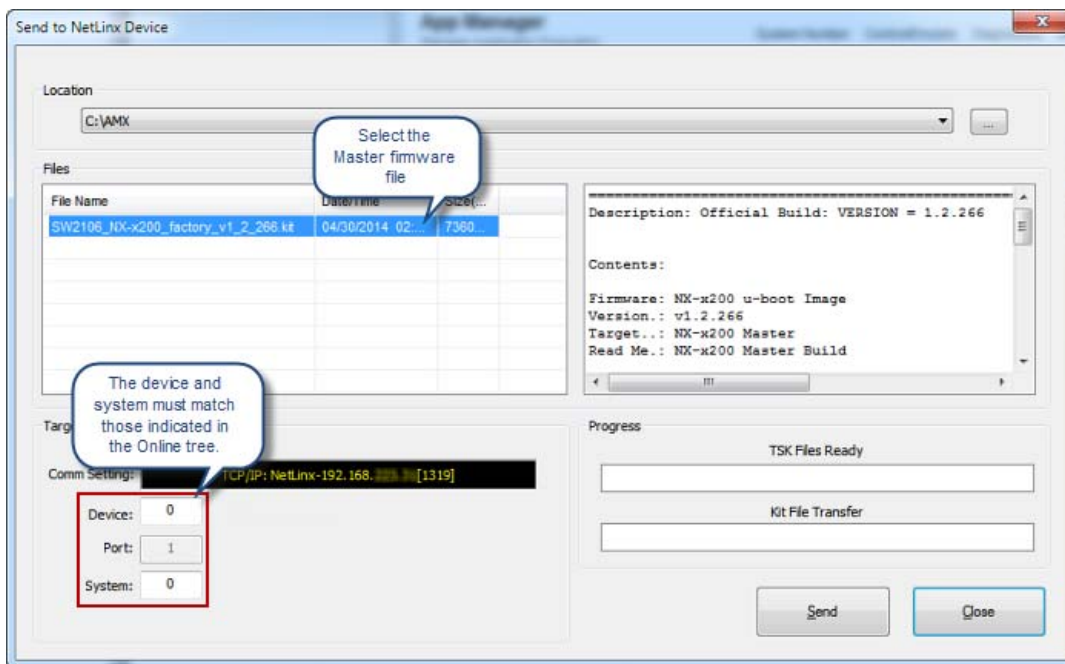 Send to NetLinx Device
App Manager
Location
C:\AMX
...
Select the
Master firmware
file
Files
File Name
Date/Time
Size(...
SW2106_NX-x200_factory_v1_2_266.kit
04/30/2014 02:...
7360...
Description: Official Build: VERSION = 1.2.266
Contents:
Firmware: NX-x200 u-boot Image
Version.: v1.2.266
Target..: NX-x200 Master
Read Me.: NX-x200 Master Build
The device and
system must match
those indicated in
the Online tree.
Comm Setting:
TCP/IP: NetLinx-192.168.
[1319]
Device:
0
Port:
1
System:
0
Progress
TSK Files Ready
Kit File Transfer
Send
Close